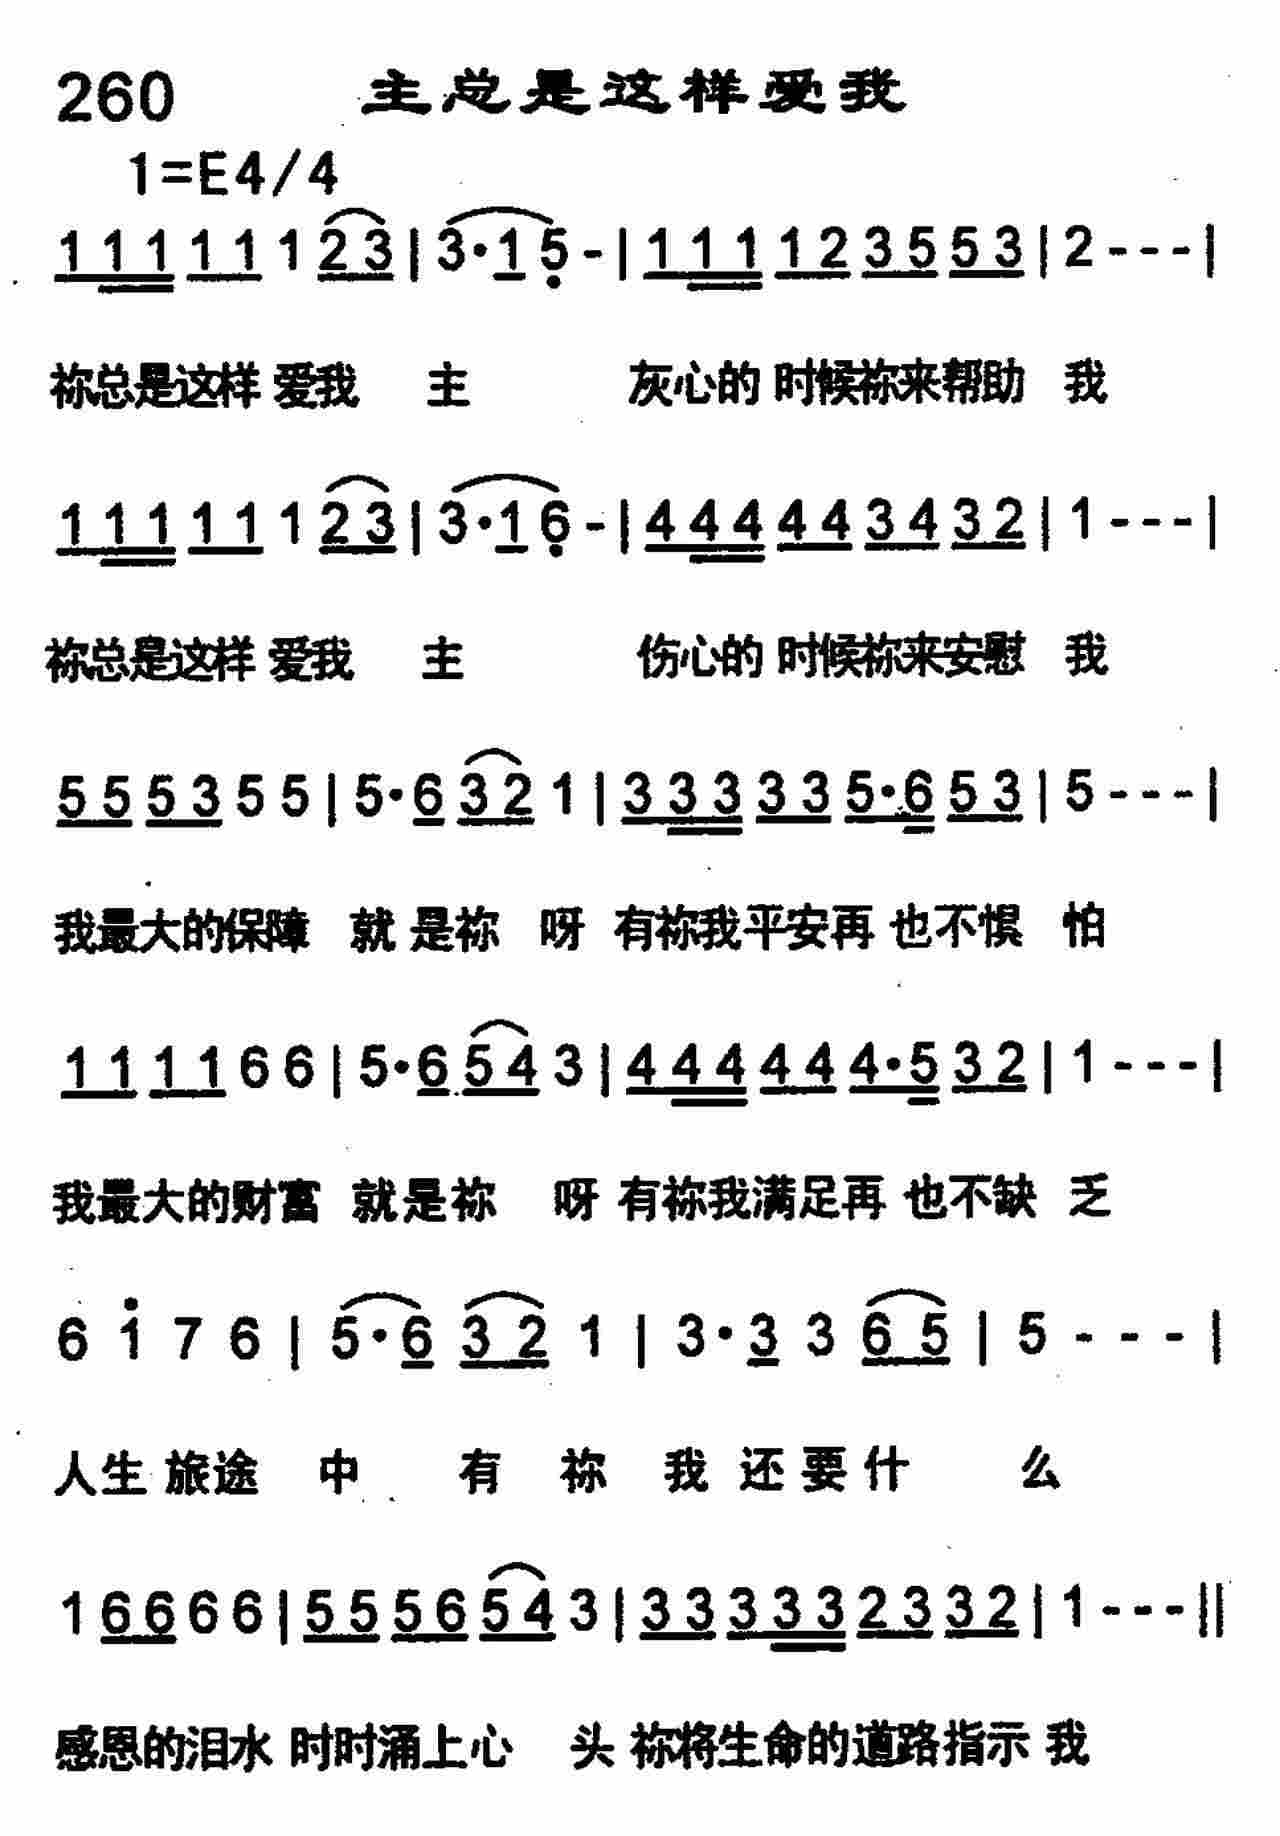 260 主总是这样爱我
1=E4/4
1 1 1 1 1 1 2 3 | 3·1 5 - | 1 1 1 1 2 3 5 5 3 | 2 - - - |
祢总是这样 爱我 主 灰心的 时候祢来帮助 我
1 1 1 1 1 1 2 3 | 3·1 6 - | 4 4 4 4 4 3 4 3 2 | 1 - - - |
祢总是这样 爱我 主 伤心的 时候祢来安慰 我
5 5 5 3 5 5 | 5·6 3 2 1 | 3 3 3 3 3 5·6 5 3 | 5 - - - |
我最大的保障 就是祢 呀 有祢我平安再 也不惧 怕
1 1 1 1 6 6 | 5·6 5 4 3 | 4 4 4 4 4 4·5 3 2 | 1 - - - |
我最大的财富 就是祢 呀 有祢我满足再 也不缺 乏
6 i 7 6 | 5·6 3 2 1 | 3·3 3 6 5 | 5 - - - |
人生 旅途 中 有 祢 我 还 要 什 么
1 6 6 6 6 | 5 5 5 6 5 4 3 | 3 3 3 3 3 2 3 3 2 | 1 - - - ||
感恩的泪水 时时涌上心 头 祢将生命的道路指示 我